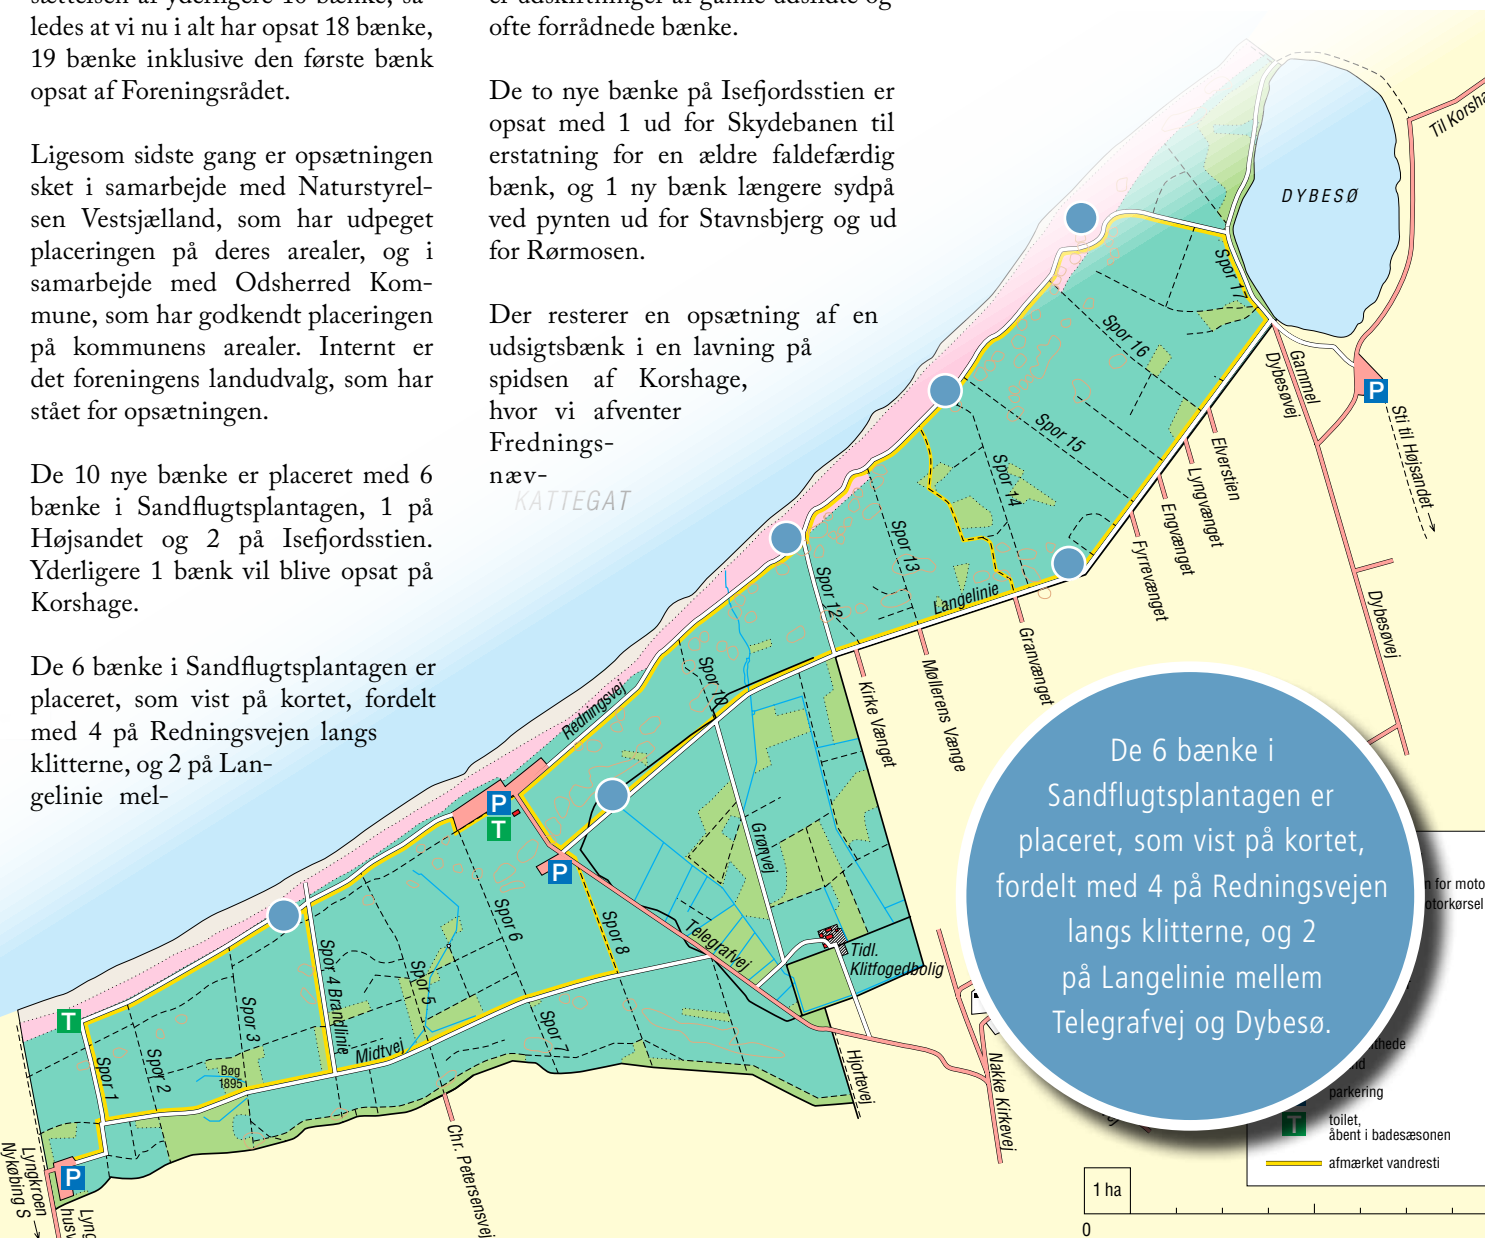 ledes at vi nu i alt har opsat 18 bænke,
19 bænke inklusive den første bænk
opsat af Foreningsrådet.
Ligesom sidste gang er opsætningen
sket i samarbejde med Naturstyrel-
sen Vestsjælland, som har udpeget
placeringen på deres arealer, og i
samarbejde med Odsherred Kom-
mune, som har godkendt placeringen
på kommunens arealer. Internt er
det foreningens landudvalg, som har
stået for opsætningen.
De 10 nye bænke er placeret med 6
bænke i Sandflugtsplantagen, 1 på
Højsandet og 2 på Isefjordsstien.
Yderligere 1 bænk vil blive opsat på
Korshage.
De 6 bænke i Sandflugtsplantagen er
placeret, som vist på kortet, fordelt
med 4 på Redningsvejen langs
klitterne, og 2 på Lan-
gelinie mel-
er udskiftninger af gamle udslidte og
ofte forrådnede bænke.
De to nye bænke på Isefjordsstien er
opsat med 1 ud for Skydebanen til
erstatning for en ældre faldefærdig
bænk, og 1 ny bænk længere sydpå
ved pynten ud for Stavnsbjerg og ud
for Rørmosen.
Der resterer en opsætning af en
udsigtsbænk i en lavning på
spidsen af Korshage,
hvor vi afventer
Frednings-
næv-
KATTEGAT
DYBESØ
Til Korsha
Spor 17
Spor 16
Spor 15
Spor 14
Spor 13
Spor 12
Spor 10
Langelinie
Redningsvej
Gammel
Dybesøvej
P
Sti til Højsandet
Elverstien
Lyngvænget
Engvænget
Fyrrevænget
Granvænget
Møllerens Vænge
Kirke Vænget
Dybesøvej
P
T
P
Grønvej
Telegrafvej
Tidl.
Klitfogedbolig
Spor 8
Spor 7
Spor 6
Spor 5
Spor 4 Brandlinie
Spor 3
Spor 2
Spor 1
Bøg
1895
Midtvej
T
P
Hjortevej
Nakke Kirkevej
Chr. Petersensvej
Lyngkroen
Nykøbing S
Lyng
husv
De 6 bænke i
Sandflugtsplantagen er
placeret, som vist på kortet,
fordelt med 4 på Redningsvejen
langs klitterne, og 2
på Langelinie mellem
Telegrafvej og Dybesø.
n for moto
otorkørsel
parkering
T
toilet,
åbent i badesæsonen
afmærket vandresti
1 ha
0